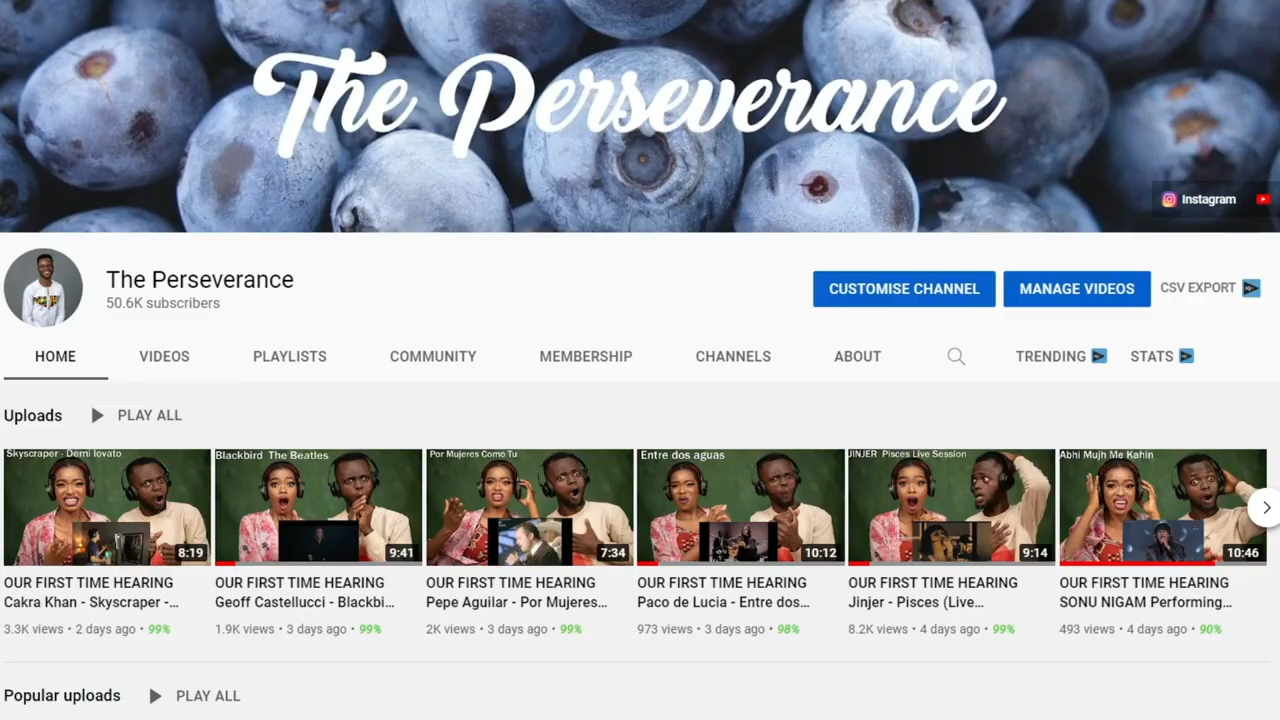 The Perseverance
Instagram
The Perseverance
50.6K subscribers
CUSTOMISE CHANNEL
MANAGE VIDEOS
CSV EXPORT
HOME
VIDEOS
PLAYLISTS
COMMUNITY
MEMBERSHIP
CHANNELS
ABOUT
TRENDING
STATS
Uploads
PLAY ALL
Skyscraper - Demi lovato
8:19
OUR FIRST TIME HEARING
Cakra Khan - Skyscraper -...
3.3K views • 2 days ago • 99%
Blackbird The Beatles
9:41
OUR FIRST TIME HEARING
Geoff Castellucci - Blackbi...
1.9K views • 3 days ago • 99%
Por Mujeres Como Tu
7:34
OUR FIRST TIME HEARING
Pepe Aguilar - Por Mujeres...
2K views • 3 days ago • 99%
Entre dos aguas
10:12
OUR FIRST TIME HEARING
Paco de Lucia - Entre dos...
973 views • 3 days ago • 98%
JINJER Pisces Live Session
9:14
OUR FIRST TIME HEARING
Jinjer - Pisces (Live...
8.2K views • 4 days ago • 99%
Abhi Mujh Me Kahin
10:46
OUR FIRST TIME HEARING
SONU NIGAM Performing...
493 views • 4 days ago • 90%
Popular uploads
PLAY ALL